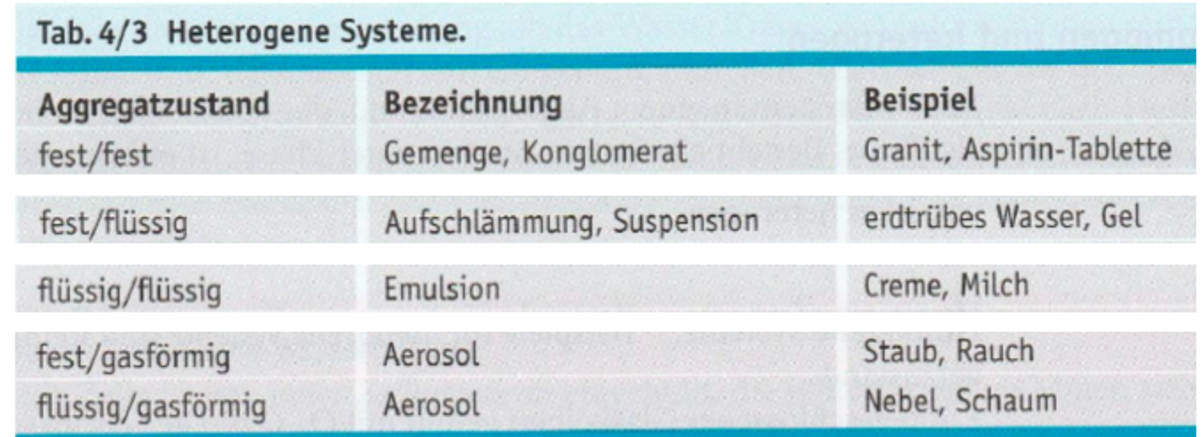 Tab. 4/3 Heterogene Systeme.
Aggregatzustand Bezeichnung Beispiel
fest/fest Gemenge, Konglomerat Granit, Aspirin-Tablette
fest/flüssig Aufschlämmung, Suspension erdtrübes Wasser, Gel
flüssig/flüssig Emulsion Creme, Milch
fest/gasförmig Aerosol Staub, Rauch
flüssig/gasförmig Aerosol Nebel, Schaum